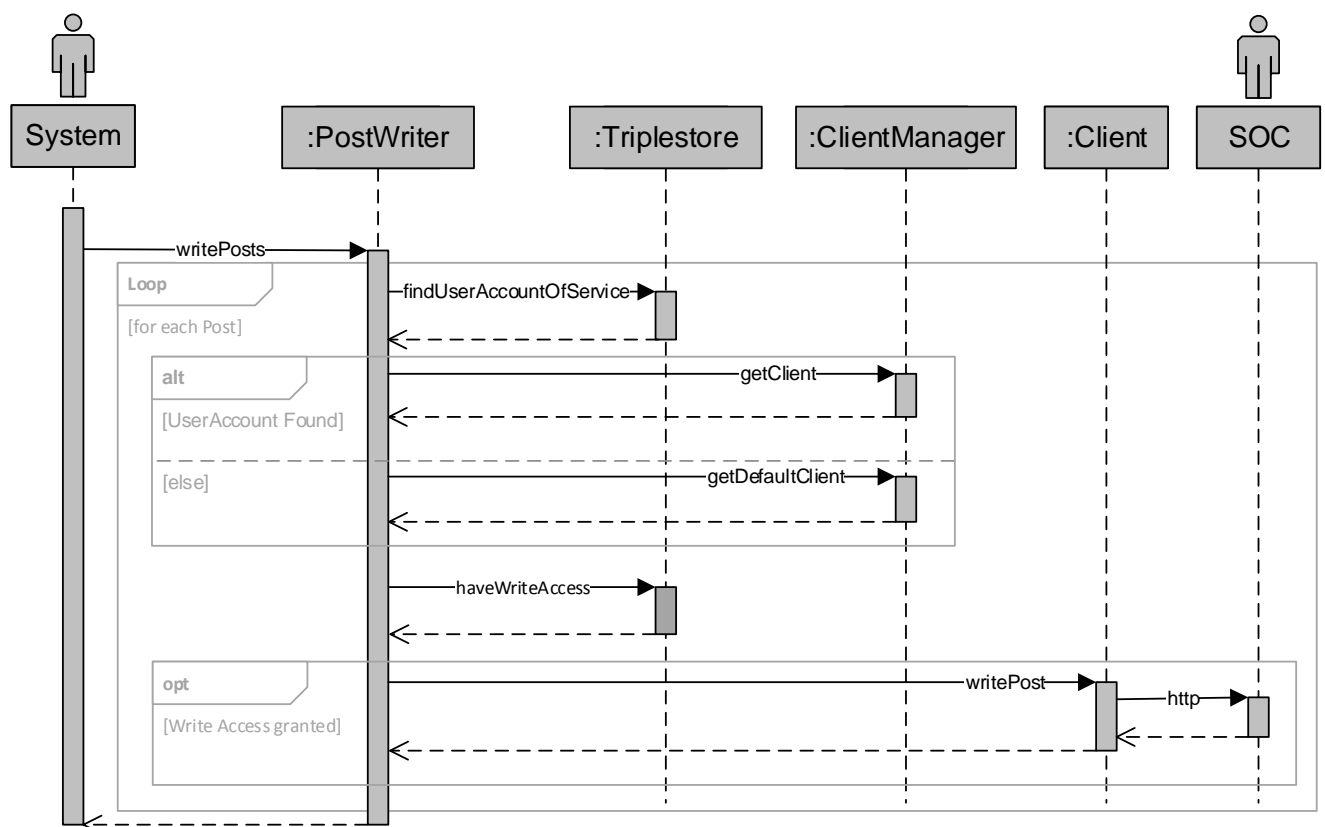 System
:PostWriter
:Triplestore
:ClientManager
:Client
SOC
writePosts
Loop
[for each Post]
findUserAccountOfService
alt
[UserAccount Found]
getClient
[else]
getDefaultClient
haveWriteAccess
opt
[Write Access granted]
writePost
http